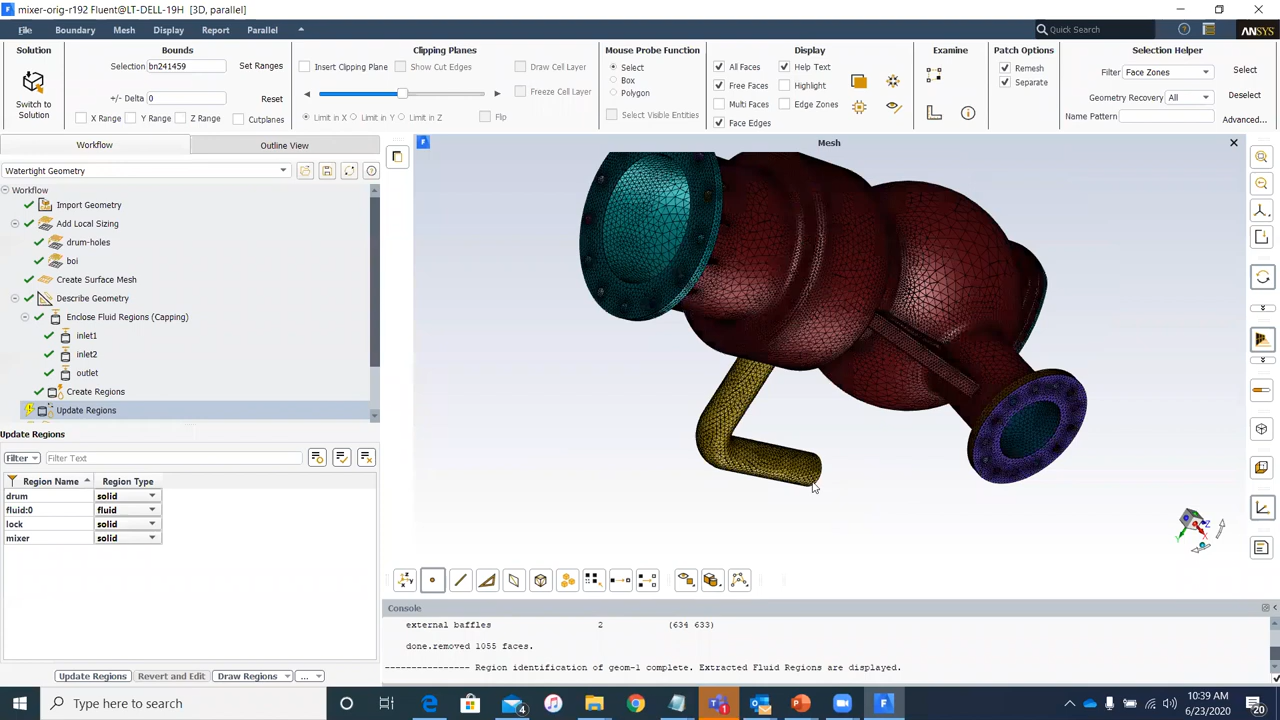 mixer-orig-r192 Fluent@LT-DELL-19H [3D, parallel]
File Boundary Mesh Display Report Parallel Quick Search ANSYS
Solution Bounds Clipping Planes Mouse Probe Function Display Examine Patch Options Selection Helper
Selection bn241459 Set Ranges Insert Clipping Plane Show Cut Edges Draw Cell Layer Select All Faces Help Text Remesh Filter Face Zones Select
Switch to Solution +/- Delta 0 Reset Freeze Cell Layer Box Polygon Free Faces Highlight Separate Geometry Recovery All Deselect
X Range Y Range Z Range Cutplanes Limit in X Limit in Y Limit in Z Flip Select Visible Entities Multi Faces Edge Zones Face Edges Name Pattern Advanced...
Workflow Outline View Mesh
Watertight Geometry
Workflow
Import Geometry
Add Local Sizing
drum-holes
boi
Create Surface Mesh
Describe Geometry
Enclose Fluid Regions (Capping)
inlet1
inlet2
outlet
Create Regions
Update Regions
Update Regions
Filter Filter Text
Region Name Region Type
drum solid
fluid:0 fluid
lock solid
mixer solid
Update Regions Revert and Edit Draw Regions ...
Z
X
Y
Console
external baffles 2 (634 633)
done.removed 1055 faces.
---------------- Region identification of geom-1 complete. Extracted Fluid Regions are displayed.
Type here to search 4 1 10:39 AM
6/23/2020 20